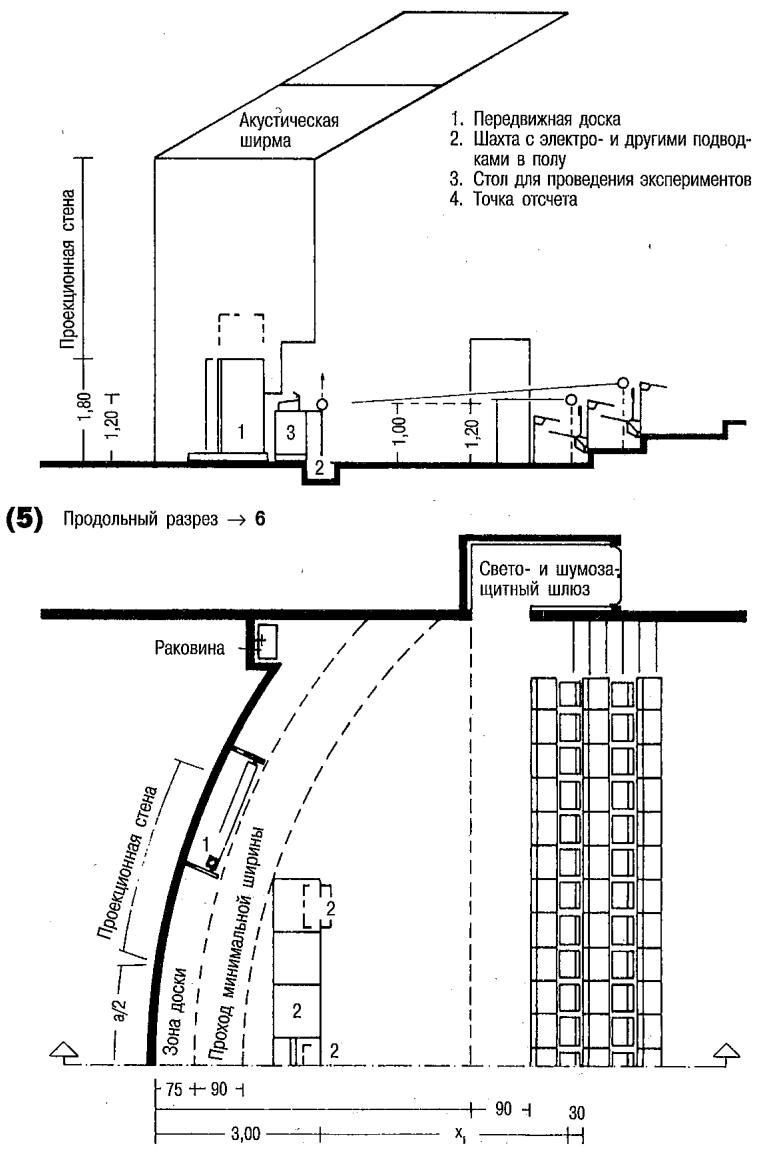 Акустическая
ширма
1. Передвижная доска
2. Шахта с электро- и другими подвод-
ками в полу
3. Стол для проведения экспериментов
4. Точка отсчета
Проекционная стена
1,80
1,20
1
3
2
1,00
1,20
(5) Продольный разрез → 6
Свето- и шумоза-
щитный шлюз
Раковина
Проекционная стена
1
a/2
Зона доски
Проход минимальной ширины
2
2
2
75
90
90
30
3,00
x₁